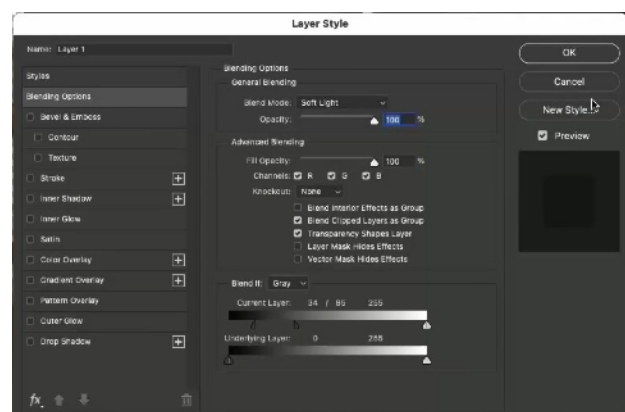 Layer Style
Name: Layer 1
Styles
Blending Options
Bevel & Emboss
Contour
Texture
Stroke
Inner Shadow
Inner Glow
Satin
Color Overlay
Gradient Overlay
Pattern Overlay
Outer Glow
Drop Shadow
fx
Blending Options
General Blending
Blend Mode: Soft Light
Opacity: 100 %
Advanced Blending
Fill Opacity: 100 %
Channels: R G B
Knockout: None
Blend Interior Effects as Group
Blend Clipped Layers as Group
Transparency Shapes Layer
Layer Mask Hides Effects
Vector Mask Hides Effects
Blend If: Gray
Current Layer: 34 / 86 255
Underlying Layer: 0 255
OK
Cancel
New Style...
Preview